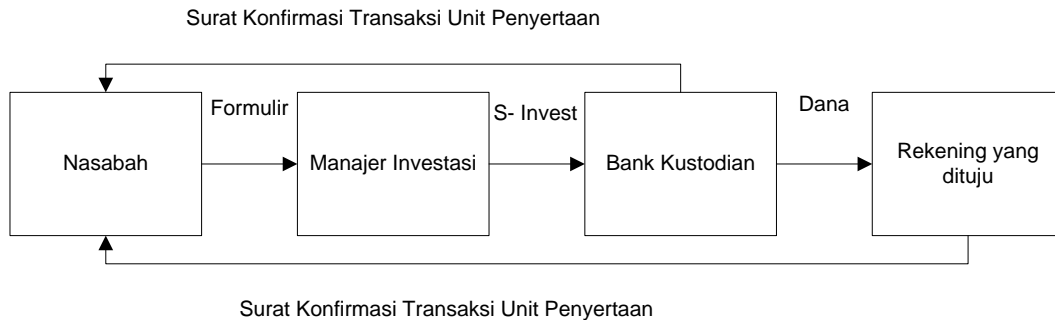 Surat Konfirmasi Transaksi Unit Penyertaan
Formulir
S- Invest
Dana
Nasabah
Manajer Investasi
Bank Kustodian
Rekening yang
dituju
Surat Konfirmasi Transaksi Unit Penyertaan